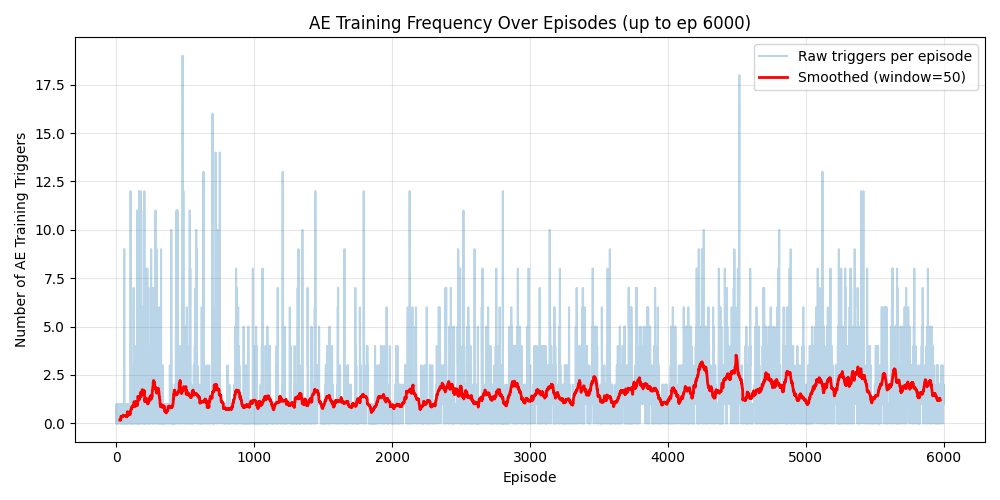 AE Training Frequency Over Episodes (up to ep 6000)
Raw triggers per episode
Smoothed (window=50)
Number of AE Training Triggers
17.5
15.0
12.5
10.0
7.5
5.0
2.5
0.0
0 1000 2000 3000 4000 5000 6000
Episode